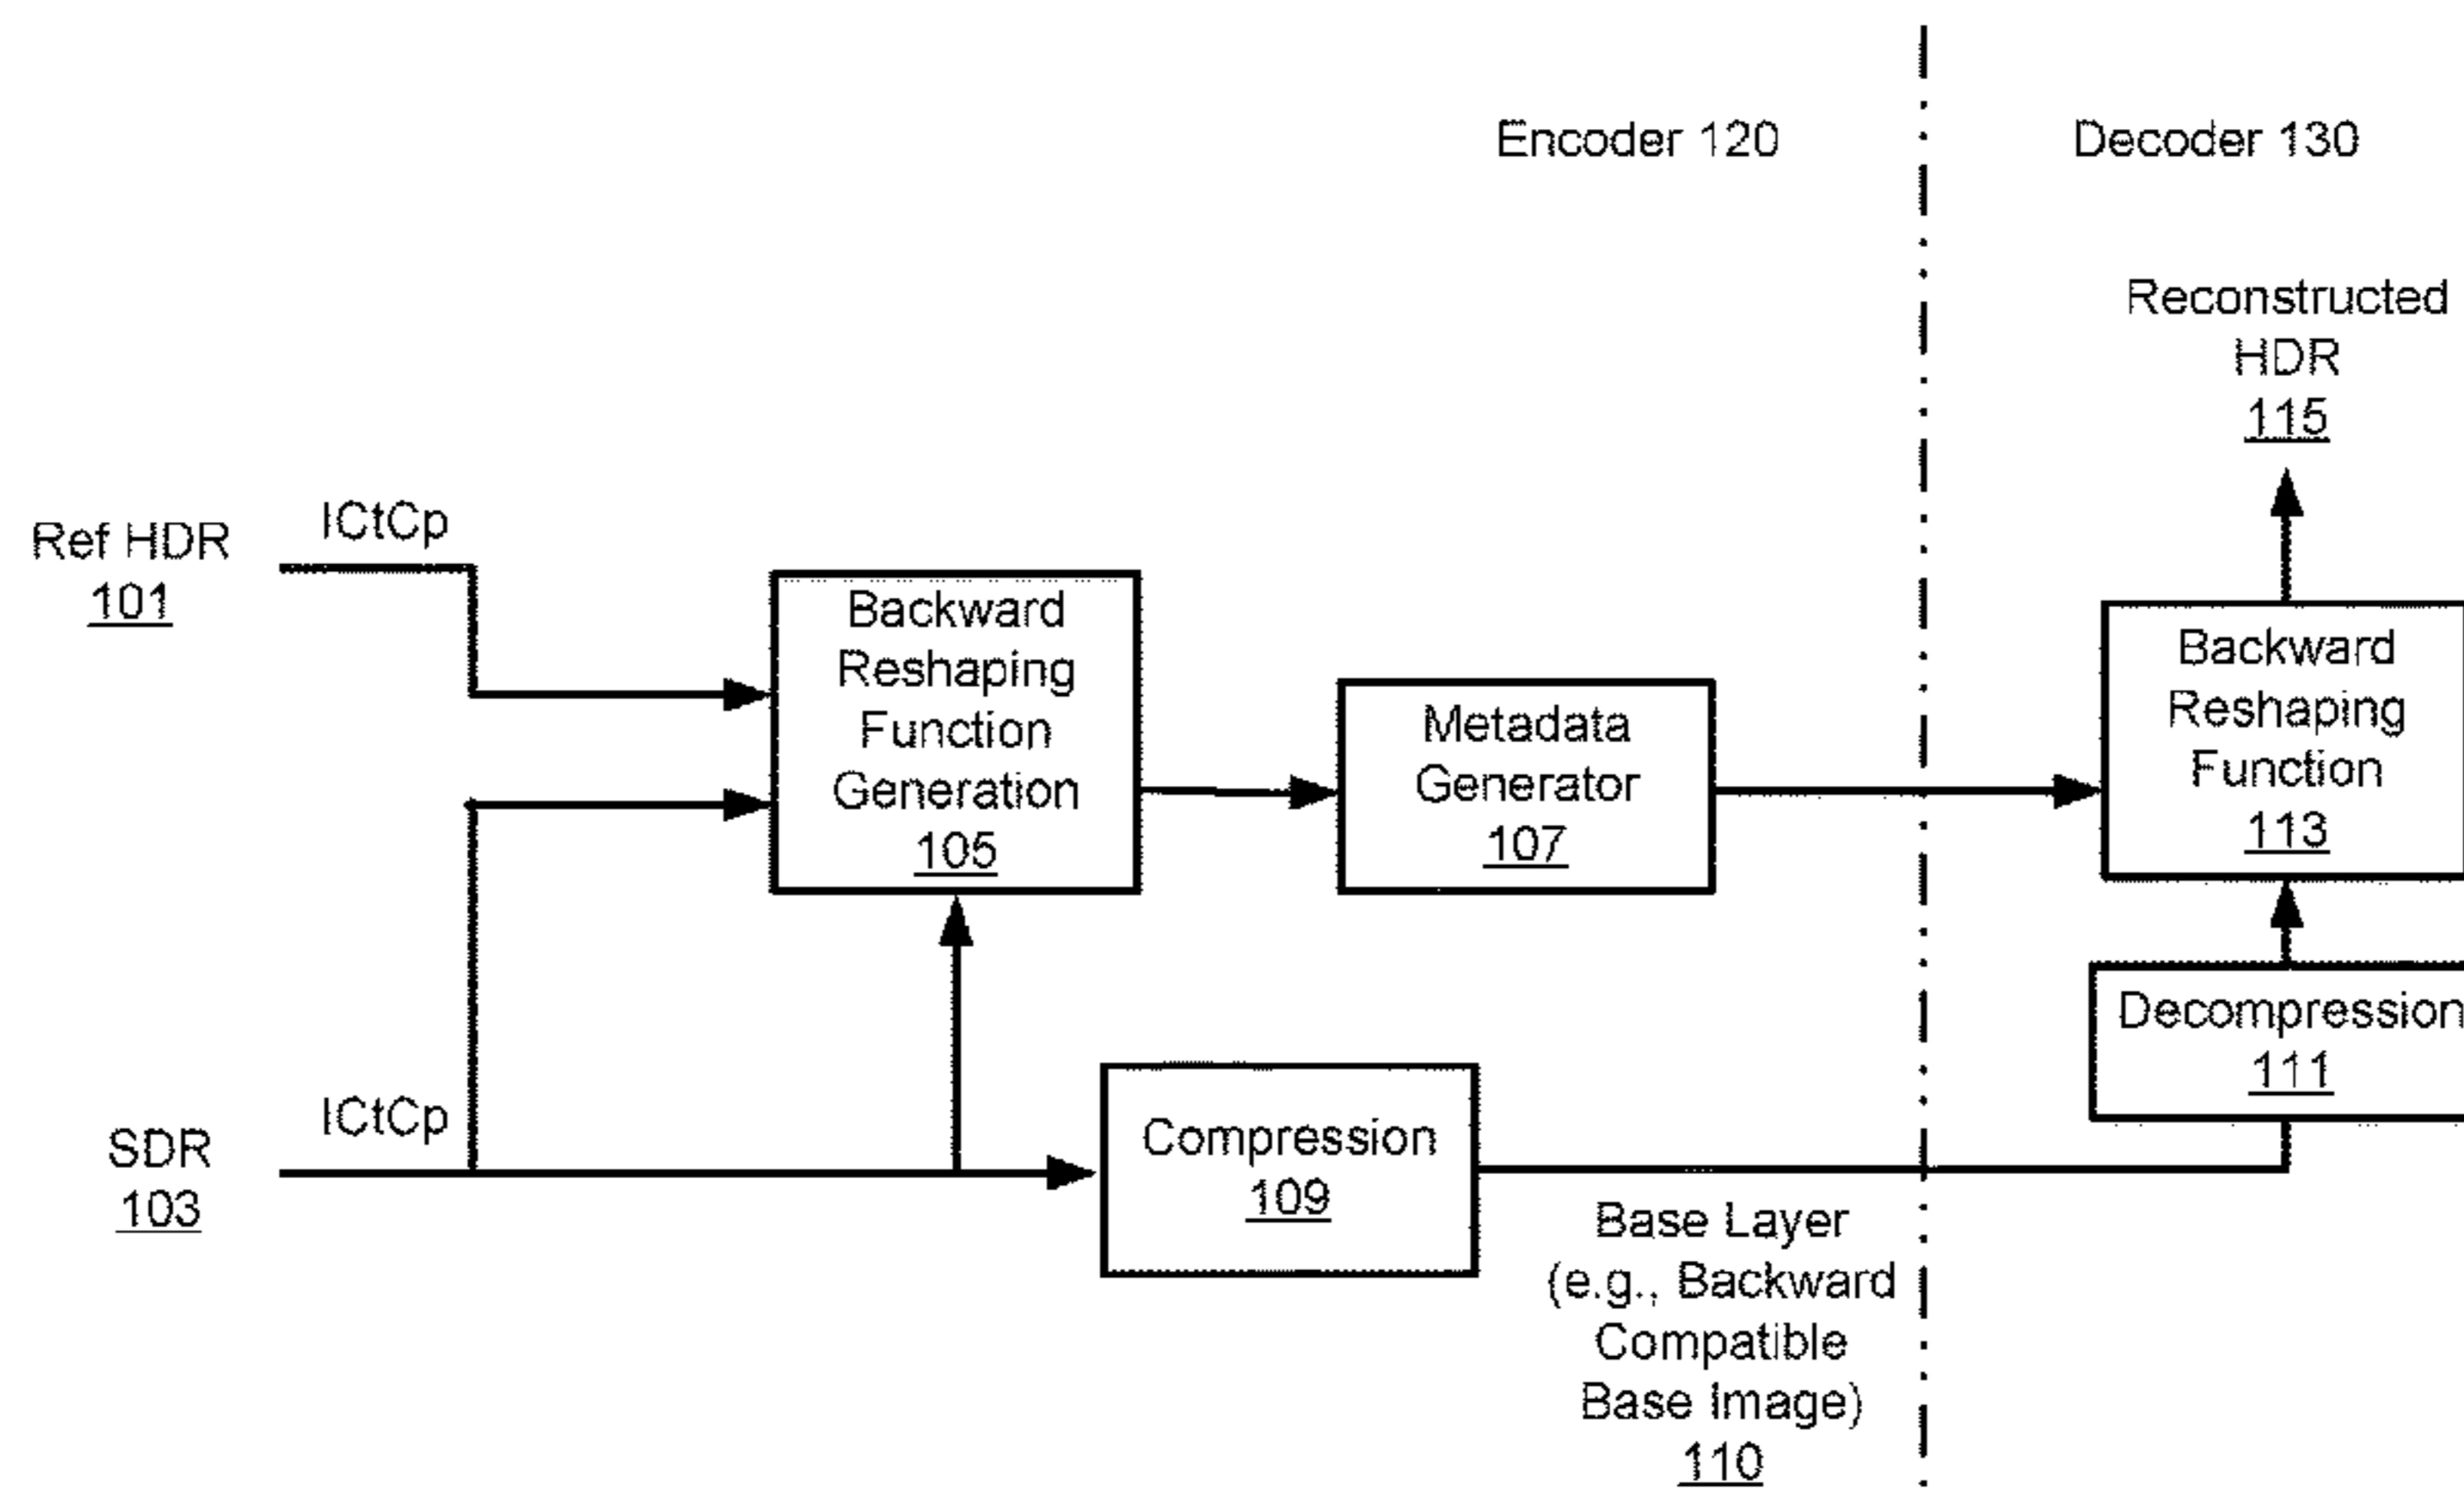 Encoder 120
Decoder 130
Reconstructed
HDR
115
Ref HDR
101
ICtCp
Backward
Reshaping
Function
Generation
105
Metadata
Generator
107
Backward
Reshaping
Function
113
Decompression
111
SDR
103
ICtCp
Compression
109
Base Layer
(e.g., Backward
Compatible
Base Image)
110